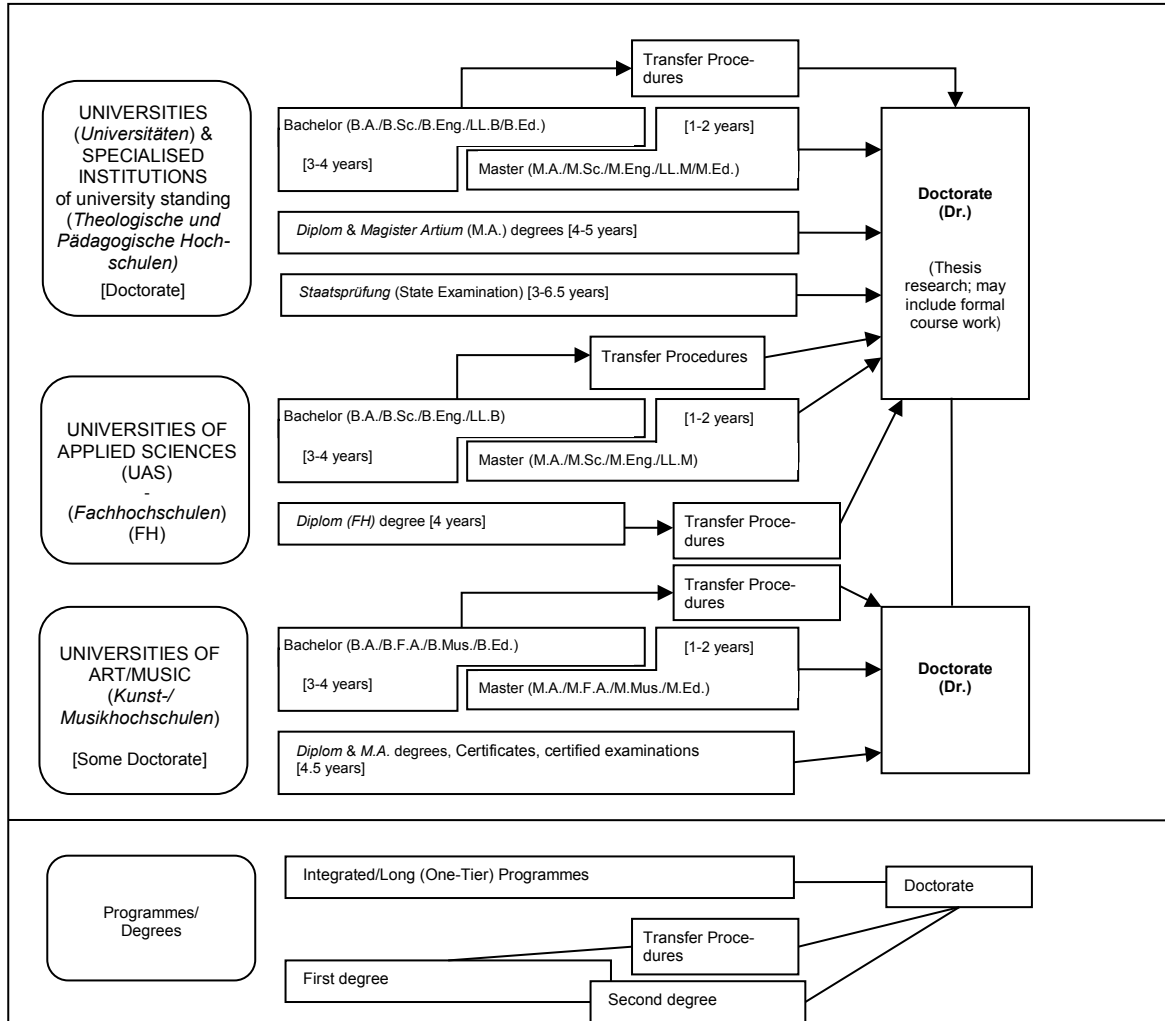 Transfer Proce-
dures
UNIVERSITIES
(Universitäten) &
SPECIALISED
INSTITUTIONS
of university standing
(Theologische und
Pädagogische Hoch-
schulen)
[Doctorate]
Bachelor (B.A./B.Sc./B.Eng./LL.B/B.Ed.)
[3-4 years]
[1-2 years]
Master (M.A./M.Sc./M.Eng./LL.M/M.Ed.)
Diplom & Magister Artium (M.A.) degrees [4-5 years]
Staatsprüfung (State Examination) [3-6.5 years]
Doctorate
(Dr.)
(Thesis
research; may
include formal
course work)
UNIVERSITIES OF
APPLIED SCIENCES
(UAS)
-
(Fachhochschulen)
(FH)
Transfer Procedures
Bachelor (B.A./B.Sc./B.Eng./LL.B)
[3-4 years]
[1-2 years]
Master (M.A./M.Sc./M.Eng./LL.M)
Diplom (FH) degree [4 years]
Transfer Proce-
dures
UNIVERSITIES OF
ART/MUSIC
(Kunst-/
Musikhochschulen)
[Some Doctorate]
Transfer Proce-
dures
Bachelor (B.A./B.F.A./B.Mus./B.Ed.)
[3-4 years]
[1-2 years]
Master (M.A./M.F.A./M.Mus./M.Ed.)
Diplom & M.A. degrees, Certificates, certified examinations
[4.5 years]
Doctorate
(Dr.)
Programmes/
Degrees
Integrated/Long (One-Tier) Programmes
Doctorate
Transfer Proce-
dures
First degree
Second degree